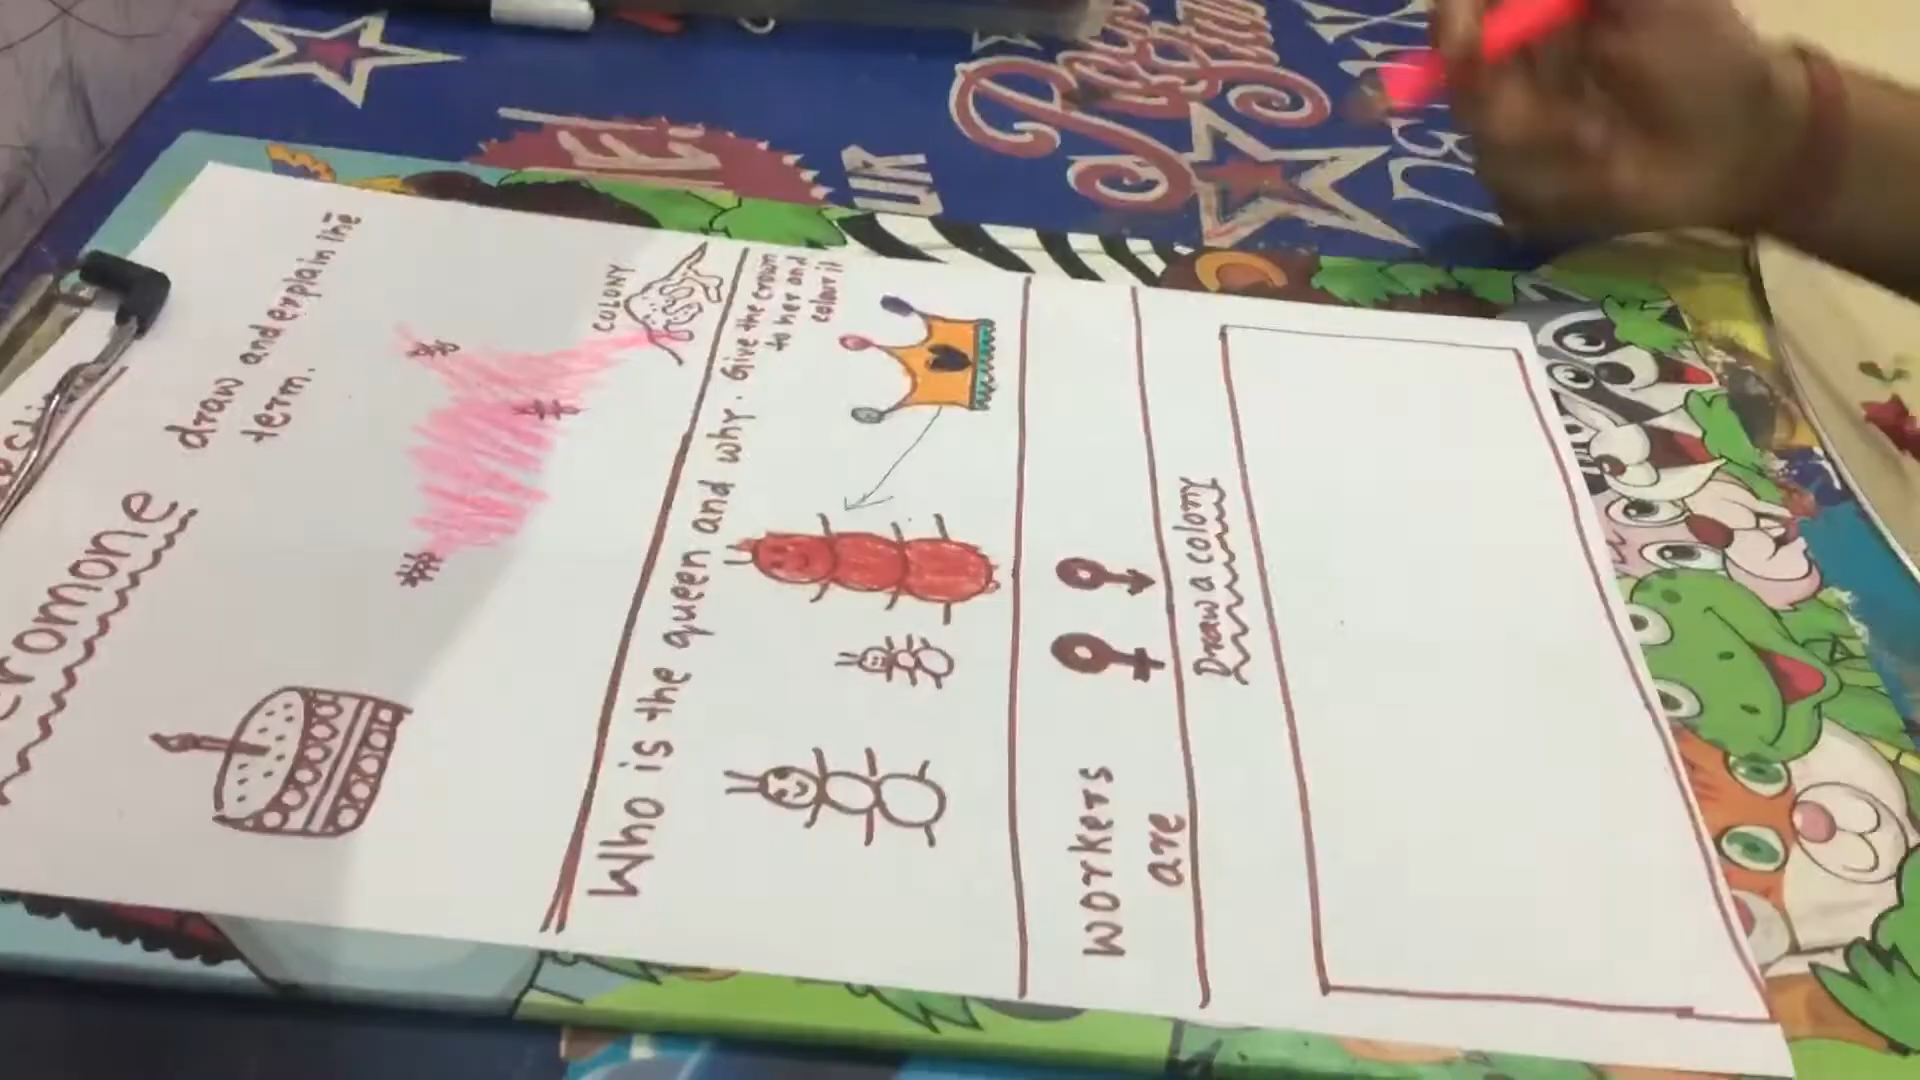 draw and explain the
term.
COLONY
Who is the queen and why. Give the crown
to her and
colour it
workers
are
Draw a colony